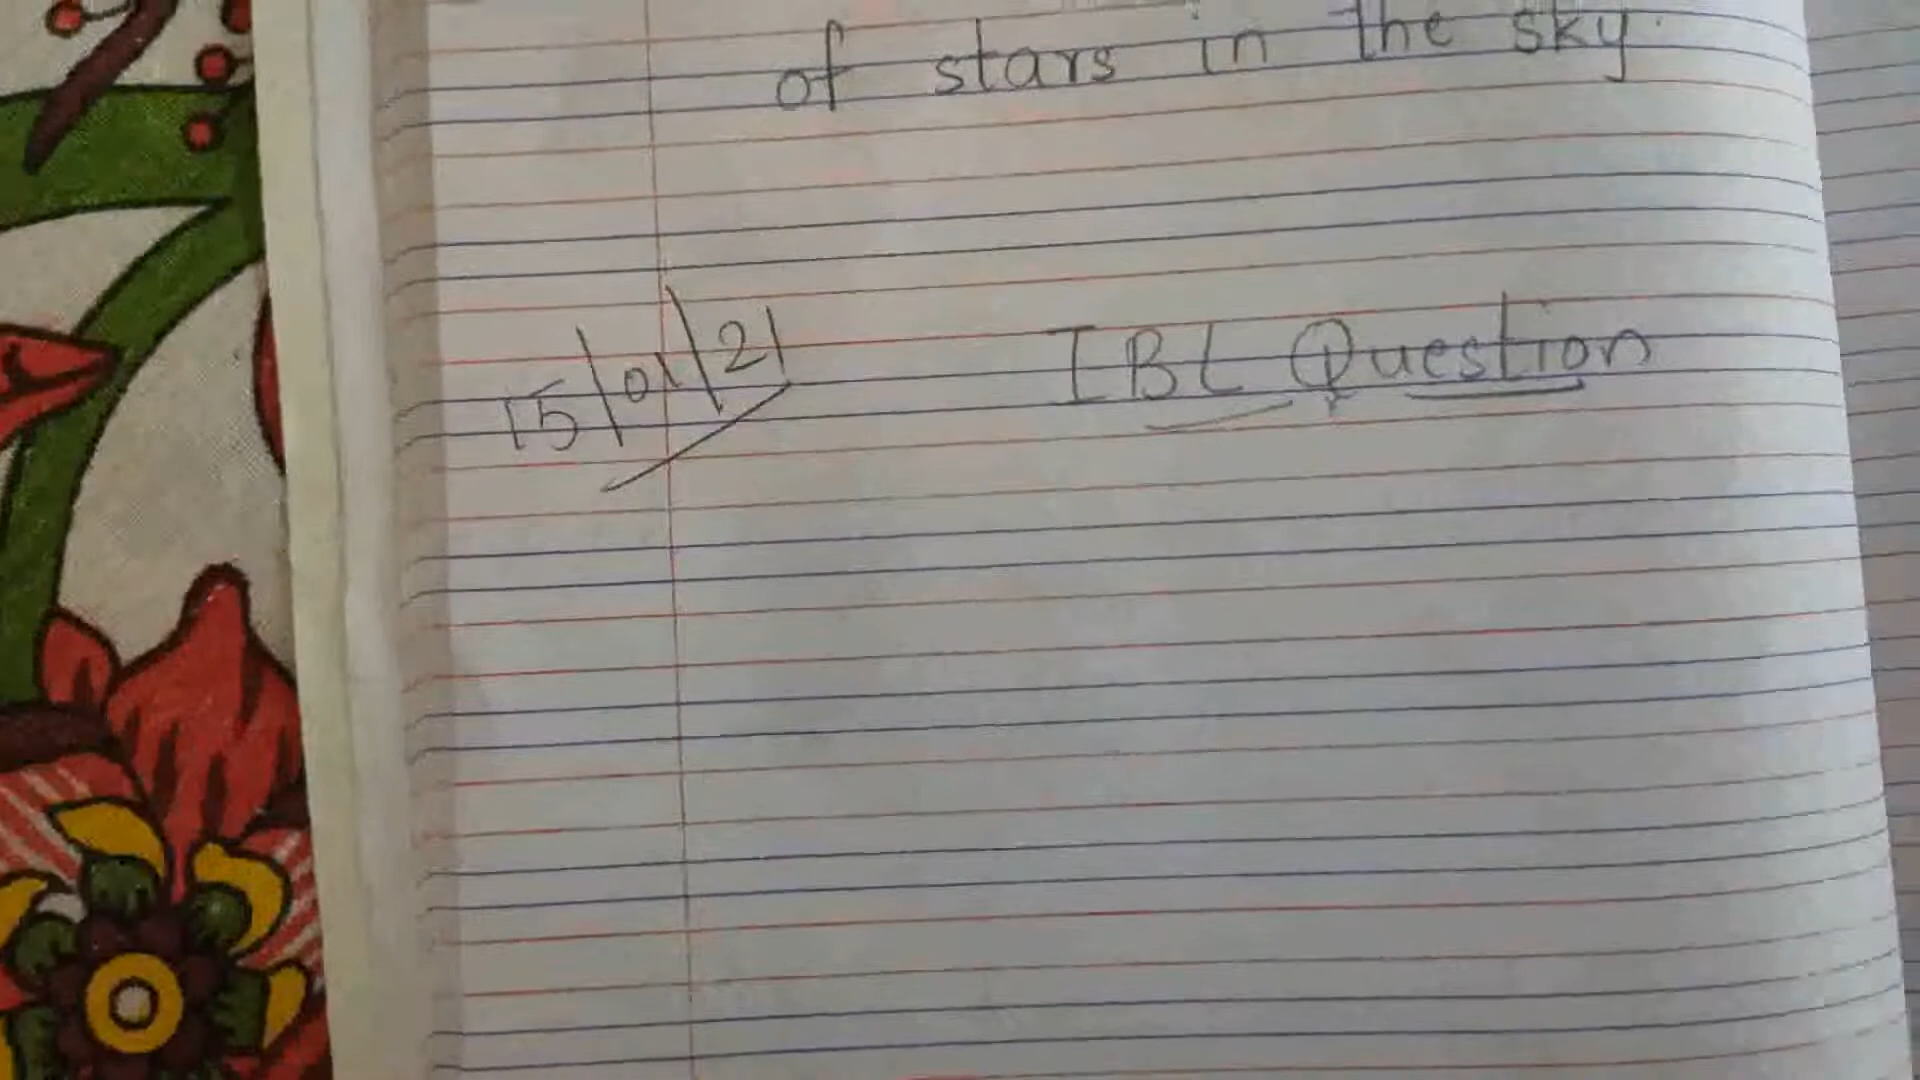 of stars in the sky.
15/01/21 IBL Question